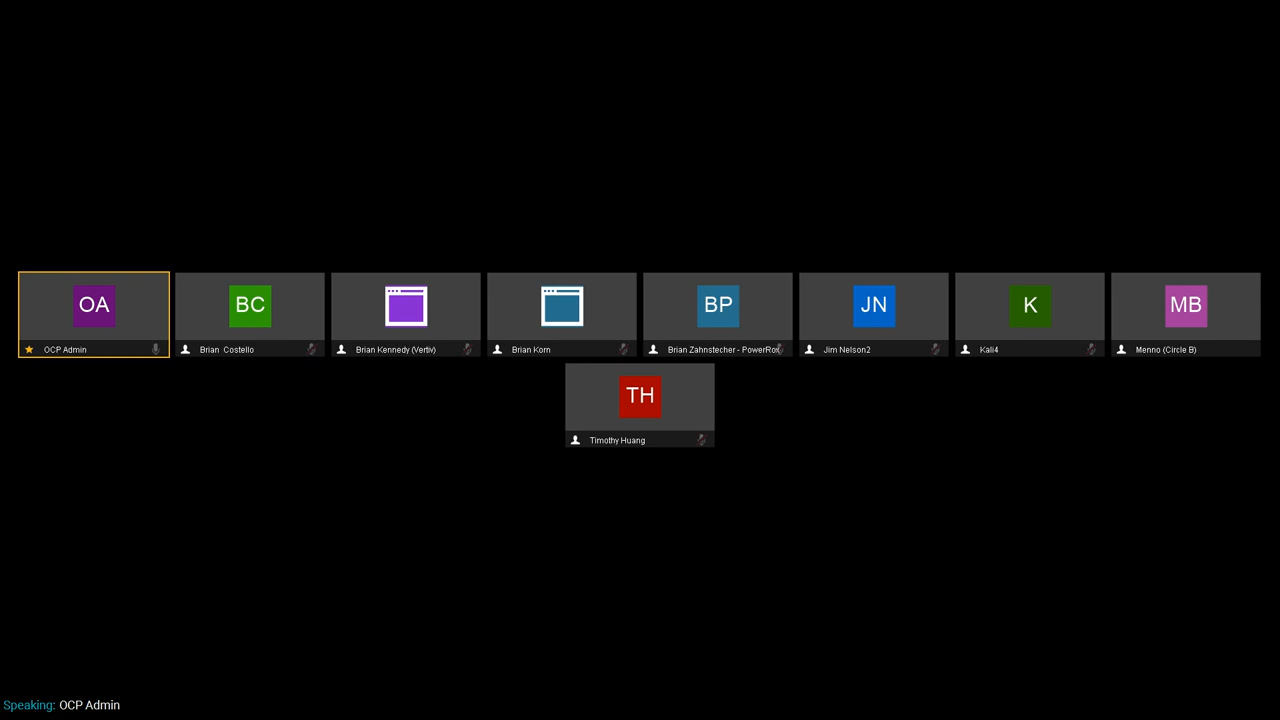 OA
BC
BP
JN
K
MB
OCP Admin
Brian Costello
Brian Kennedy (Vertiv)
Brian Korn
Brian Zahnstecher - PowerRox
Jim Nelson2
Kali4
Menno (Circle B)
TH
Timothy Huang
Speaking: OCP Admin